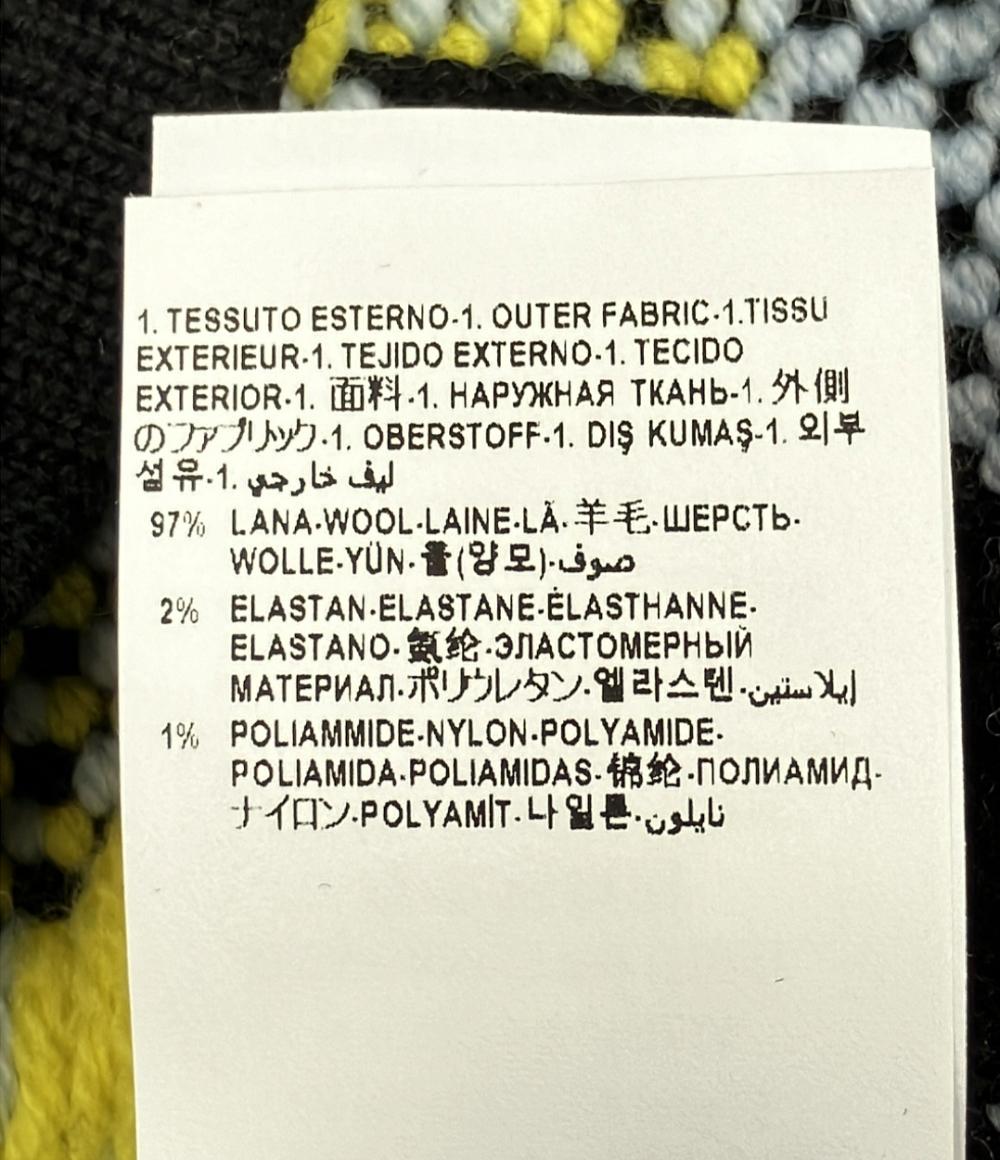 1. TESSUTO ESTERNO-1. OUTER FABRIC-1.TISSU
EXTERIEUR-1. TEJIDO EXTERNO-1. TECIDO
EXTERIOR-1. 面料-1. НАРУЖНАЯ ТКАНЬ-1. 外側
のファブリック-1. OBERSTOFF-1. DIŞ KUMAŞ-1. 외부
섬유-1. ليف خارجي
97% LANA-WOOL-LAINE-LÃ-羊毛-ШЕРСТЬ-
WOLLE-YÜN-울(양모)-صوف
2% ELASTAN-ELASTANE-ÉLASTHANNE-
ELASTANO-氨纶-ЭЛАСТОМЕРНЫЙ
МАТЕРИАЛ-ポリウレタン-엘라스텐-إيلاستين
1% POLIAMMIDE-NYLON-POLYAMIDE-
POLIAMIDA-POLIAMIDAS-锦纶-ПОЛИАМИД-
ナイロン-POLYAMİT-나일론-نايلون